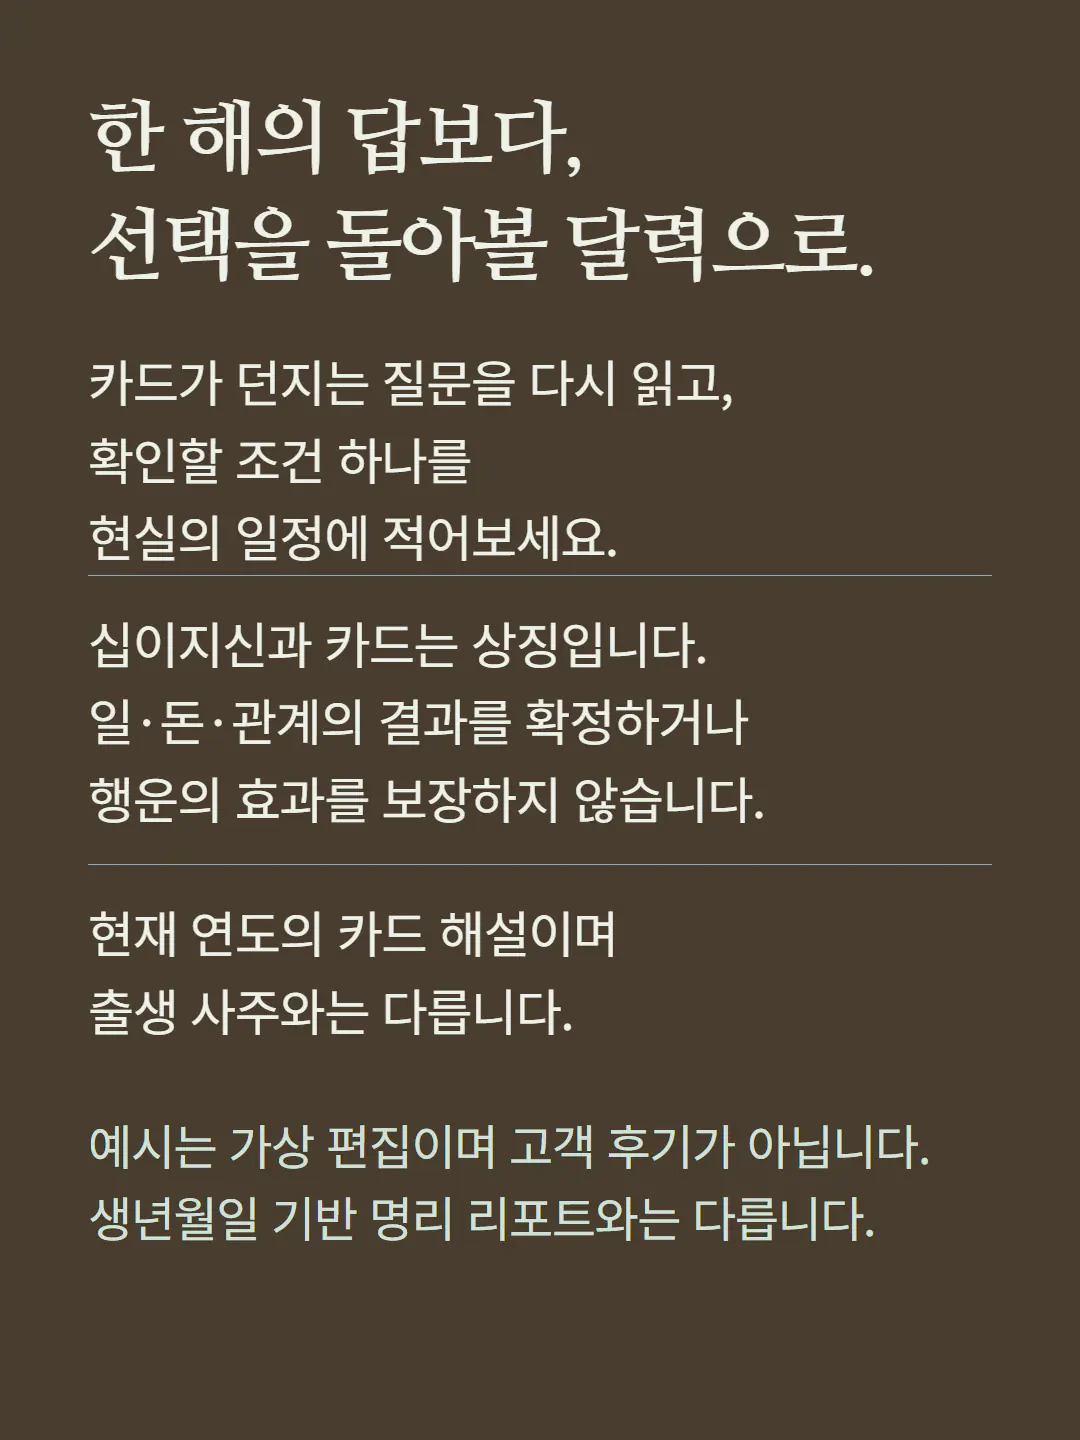 한 해의 답보다,
선택을 돌아볼 달력으로.
카드가 던지는 질문을 다시 읽고,
확인할 조건 하나를
현실의 일정에 적어보세요.
십이지신과 카드는 상징입니다.
일·돈·관계의 결과를 확정하거나
행운의 효과를 보장하지 않습니다.
현재 연도의 카드 해설이며
출생 사주와는 다릅니다.
예시는 가상 편집이며 고객 후기가 아닙니다.
생년월일 기반 명리 리포트와는 다릅니다.